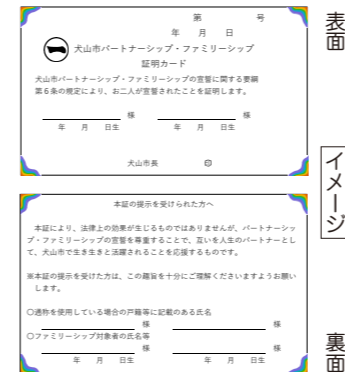 表面
第　　　号
年　月　日
犬山市パートナーシップ・ファミリーシップ
証明カード
犬山市パートナーシップ・ファミリーシップの宣誓に関する要綱
第６条の規定により、お二人が宣誓されたことを証明します。
様　　　様
年　月　日生　　　年　月　日生
犬山市長　　　㊞
イメージ
本証の提示を受けられた方へ
本証により、法律上の効果が生じるものではありませんが、パートナーシッ
プ・ファミリーシップの宣誓を尊重することで、互いを人生のパートナーとし
て、犬山市で生き生きと活躍されることを応援するものです。
※本証の提示を受けた方は、この趣旨を十分にご理解くださいますようお願い
します。
〇通称を使用している場合の戸籍等に記載のある氏名
様　　　様
〇ファミリーシップ対象者の氏名等
様　　　様
年　月　日生　　　年　月　日生
裏面